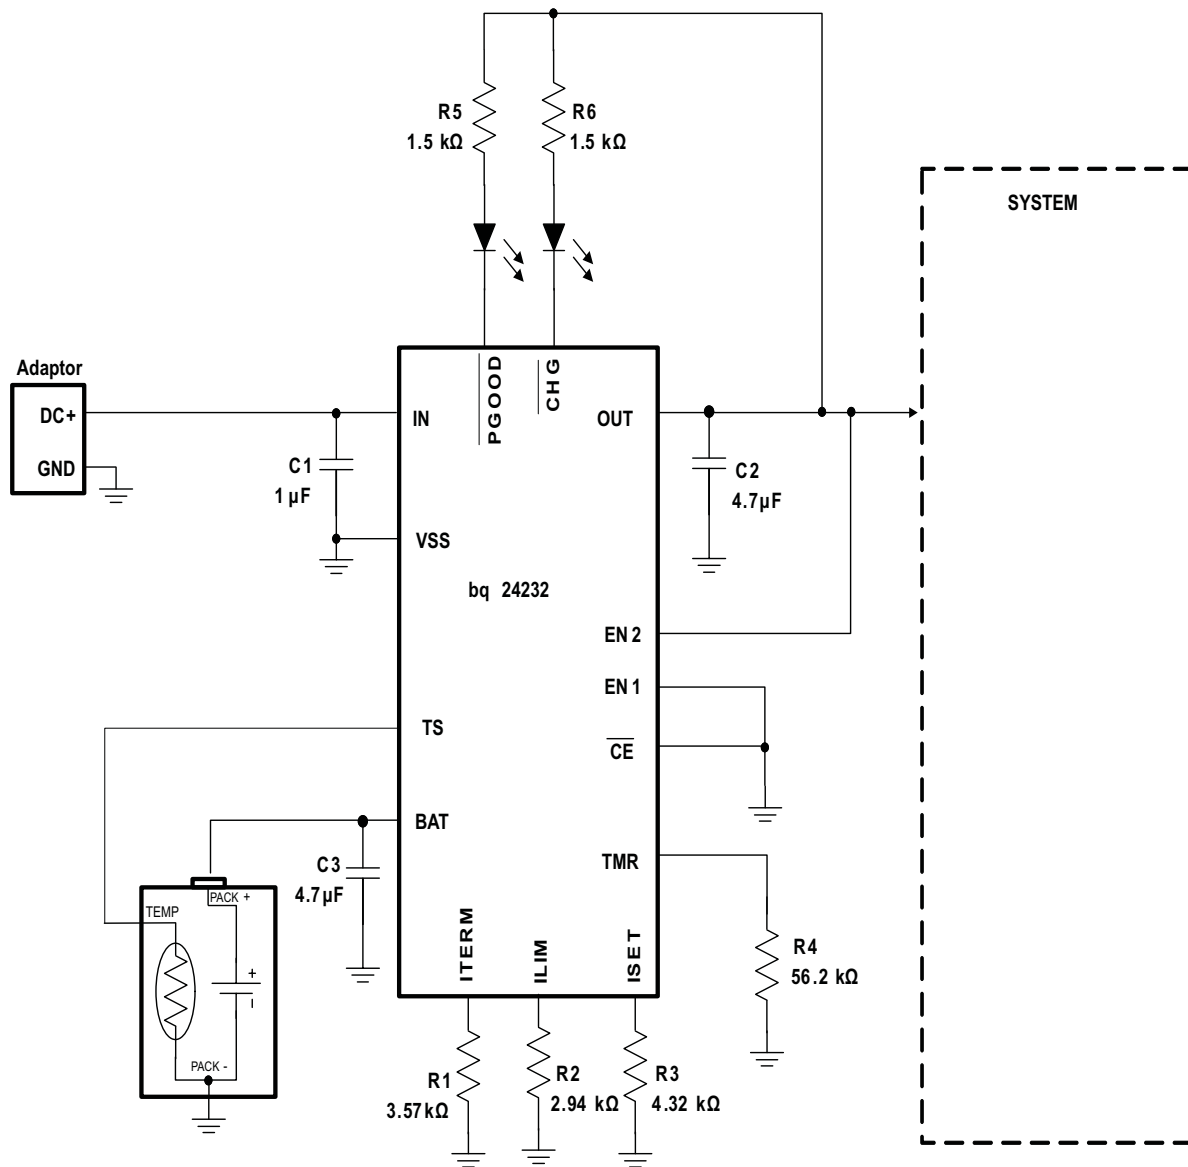 R5
1.5 kΩ
R6
1.5 kΩ
SYSTEM
Adaptor
DC+
GND
C1
1 µF
IN
PGOOD
CHG
OUT
C2
4.7µF
VSS
bq 24232
EN2
EN1
CE
TS
BAT
TMR
C3
4.7µF
PACK +
TEMP
+
–
PACK -
ITERM
ILIM
ISET
R4
56.2 kΩ
R1
3.57kΩ
R2
2.94 kΩ
R3
4.32 kΩ